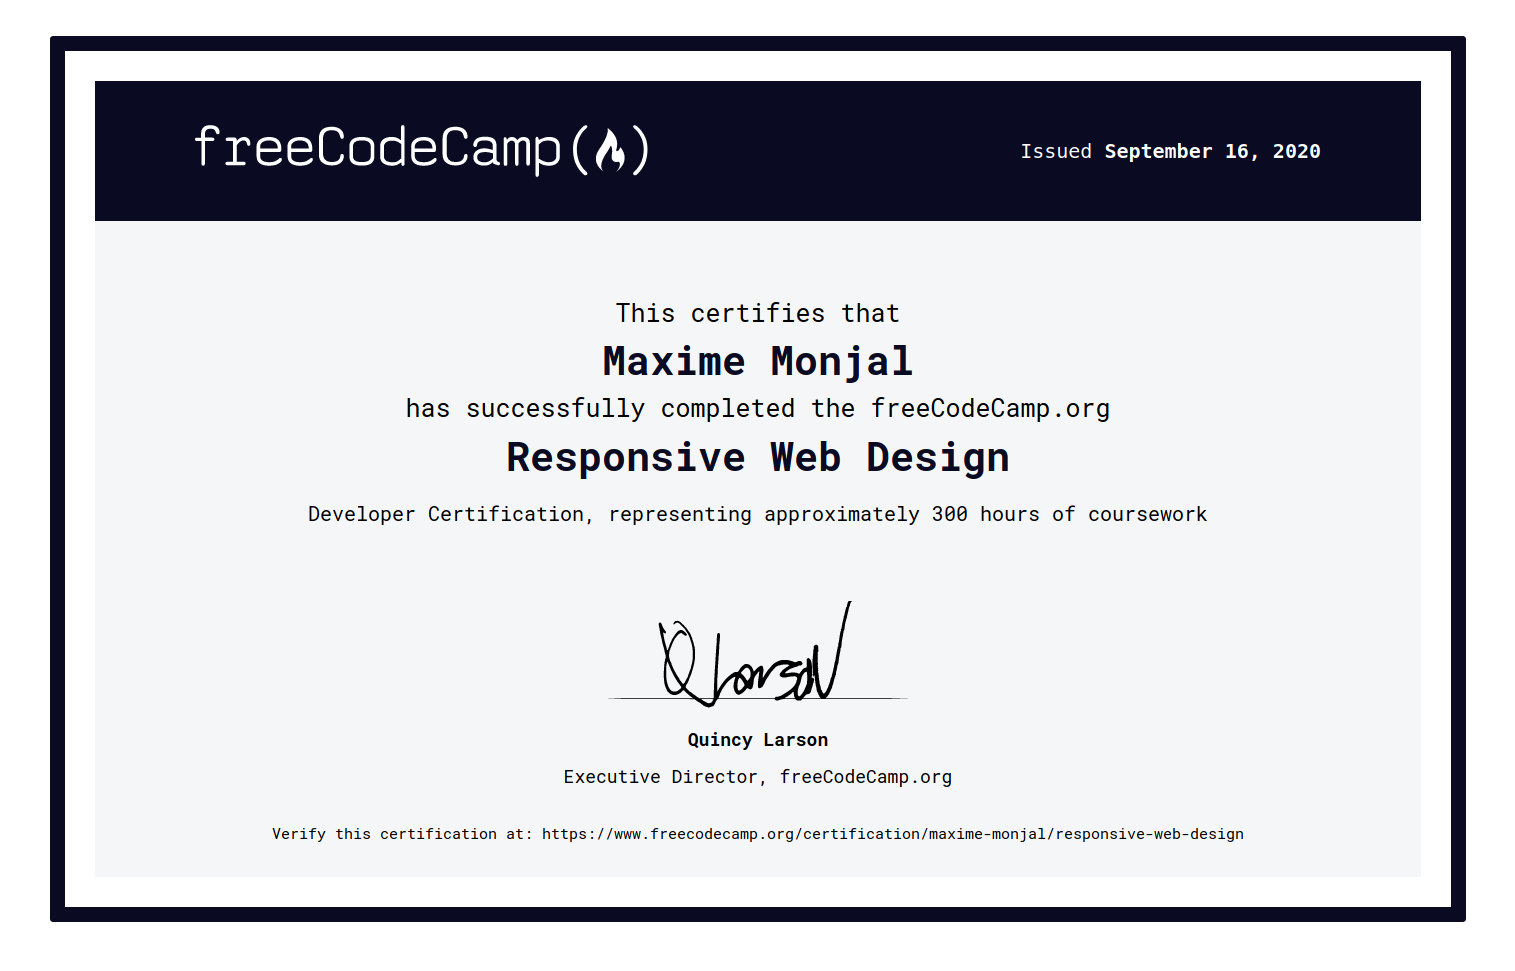 freeCodeCamp(🔥)
Issued September 16, 2020
This certifies that
Maxime Monjal
has successfully completed the freeCodeCamp.org
Responsive Web Design
Developer Certification, representing approximately 300 hours of coursework
Q Larson
Quincy Larson
Executive Director, freeCodeCamp.org
Verify this certification at: https://www.freecodecamp.org/certification/maxime-monjal/responsive-web-design